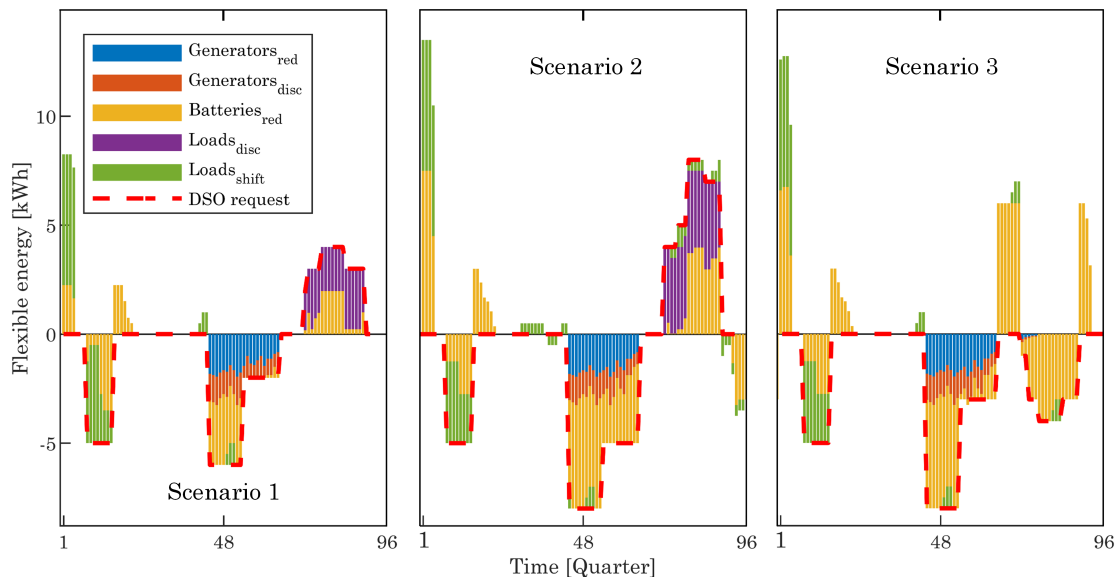 Flexible energy [kWh]
10
5
0
-5
Generators_red
Generators_disc
Batteries_red
Loads_disc
Loads_shift
DSO request
Scenario 1
Scenario 2
Scenario 3
1 48 96
1 48 96
1 48 96
Time [Quarter]